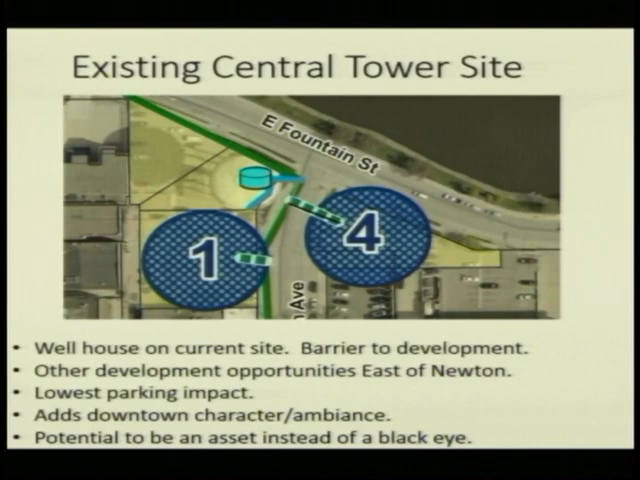 Existing Central Tower Site
E Fountain St
1
4
n Ave
• Well house on current site.  Barrier to development.
• Other development opportunities East of Newton.
• Lowest parking impact.
• Adds downtown character/ambiance.
• Potential to be an asset instead of a black eye.